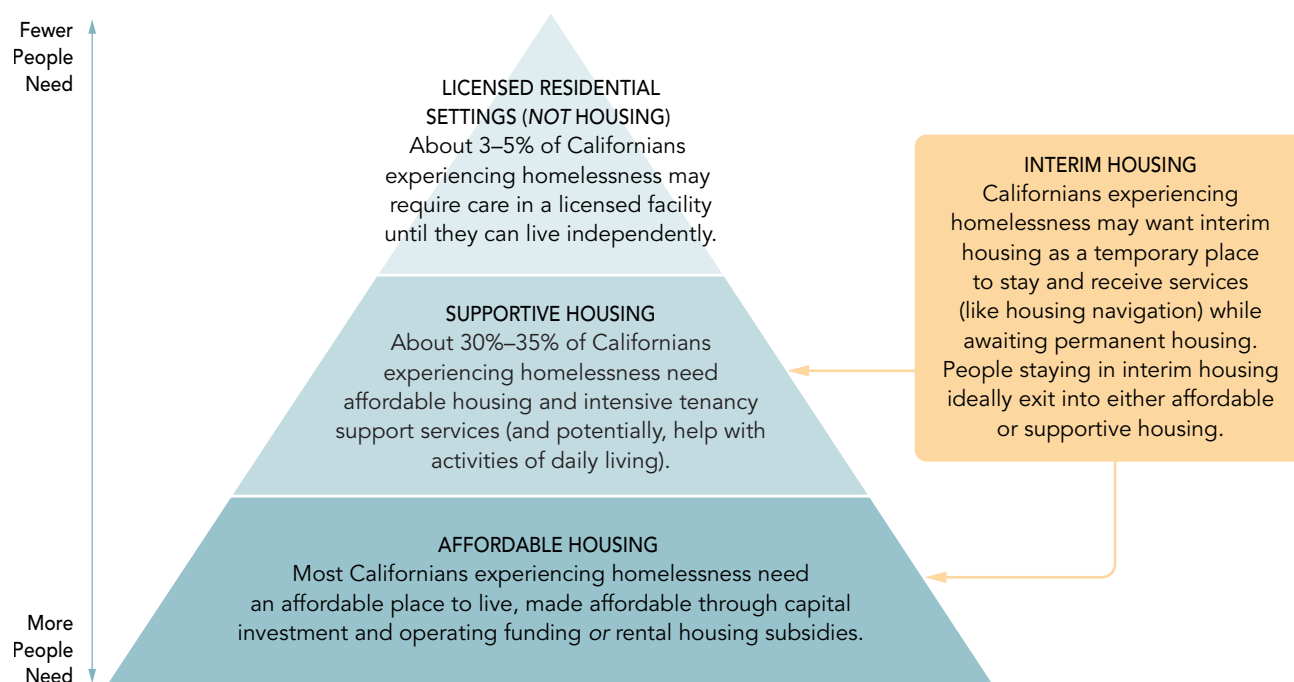 Fewer
People
Need
LICENSED RESIDENTIAL
SETTINGS (NOT HOUSING)
About 3–5% of Californians
experiencing homelessness may
require care in a licensed facility
until they can live independently.
SUPPORTIVE HOUSING
About 30%–35% of Californians
experiencing homelessness need
affordable housing and intensive tenancy
support services (and potentially, help with
activities of daily living).
AFFORDABLE HOUSING
Most Californians experiencing homelessness need
an affordable place to live, made affordable through capital
investment and operating funding or rental housing subsidies.
More
People
Need
INTERIM HOUSING
Californians experiencing
homelessness may want interim
housing as a temporary place
to stay and receive services
(like housing navigation) while
awaiting permanent housing.
People staying in interim housing
ideally exit into either affordable
or supportive housing.